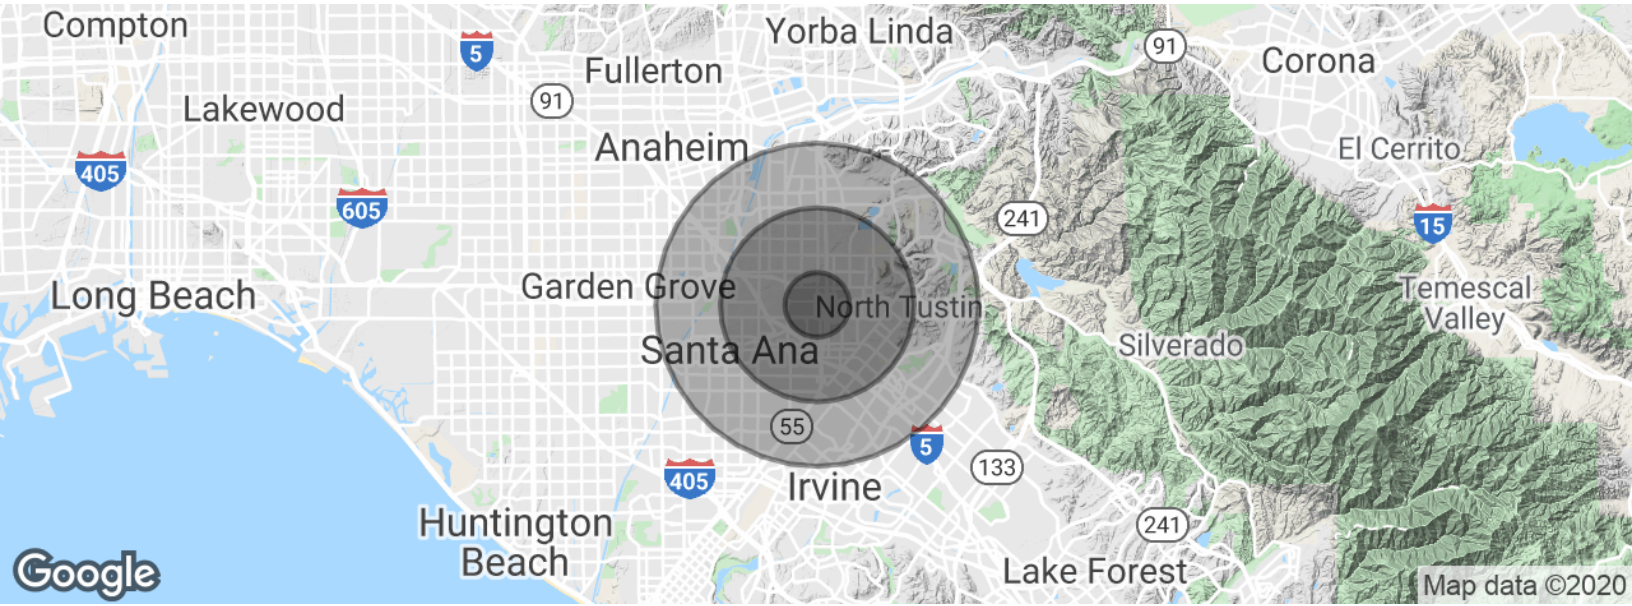 Compton
5
Yorba Linda
91
Corona
Fullerton
91
Lakewood
Anaheim
El Cerrito
405
605
241
15
Garden Grove
Long Beach
North Tustin
Temescal
Valley
Santa Ana
Silverado
55
5
133
405
Irvine
Huntington
Beach
241
Lake Forest
Google
Map data ©2020